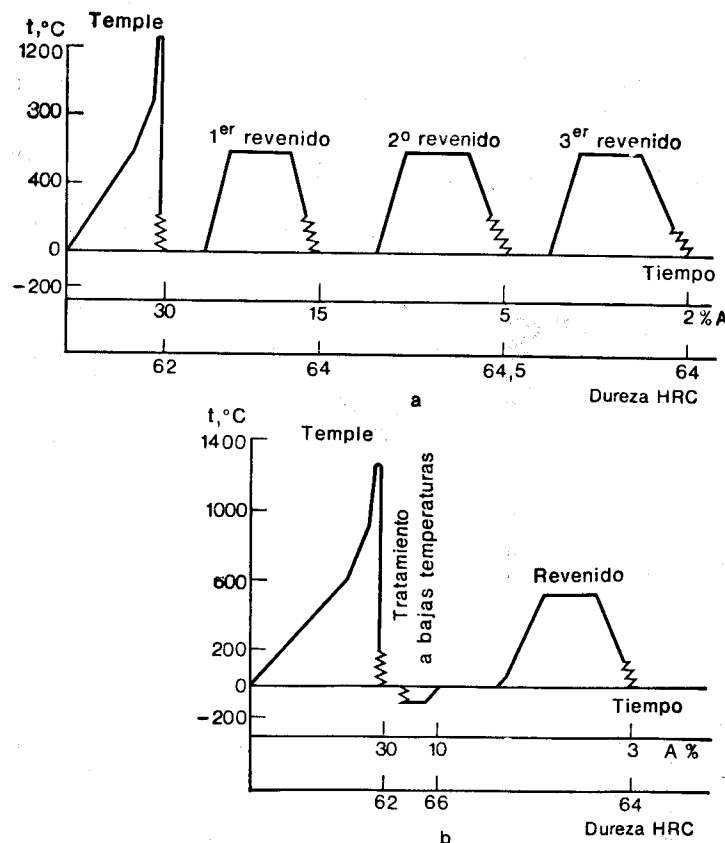 t,°C
Temple
1200
300
400
0
-200
1er revenido
2º revenido
3er revenido
Tiempo
30
15
5
2 % A
62
64
64,5
64
a
Dureza HRC
t,°C
1400
Temple
1000
600
200
0
-200
Tratamiento
a bajas temperaturas
Revenido
Tiempo
30
10
3
A %
62
66
64
Dureza HRC
b